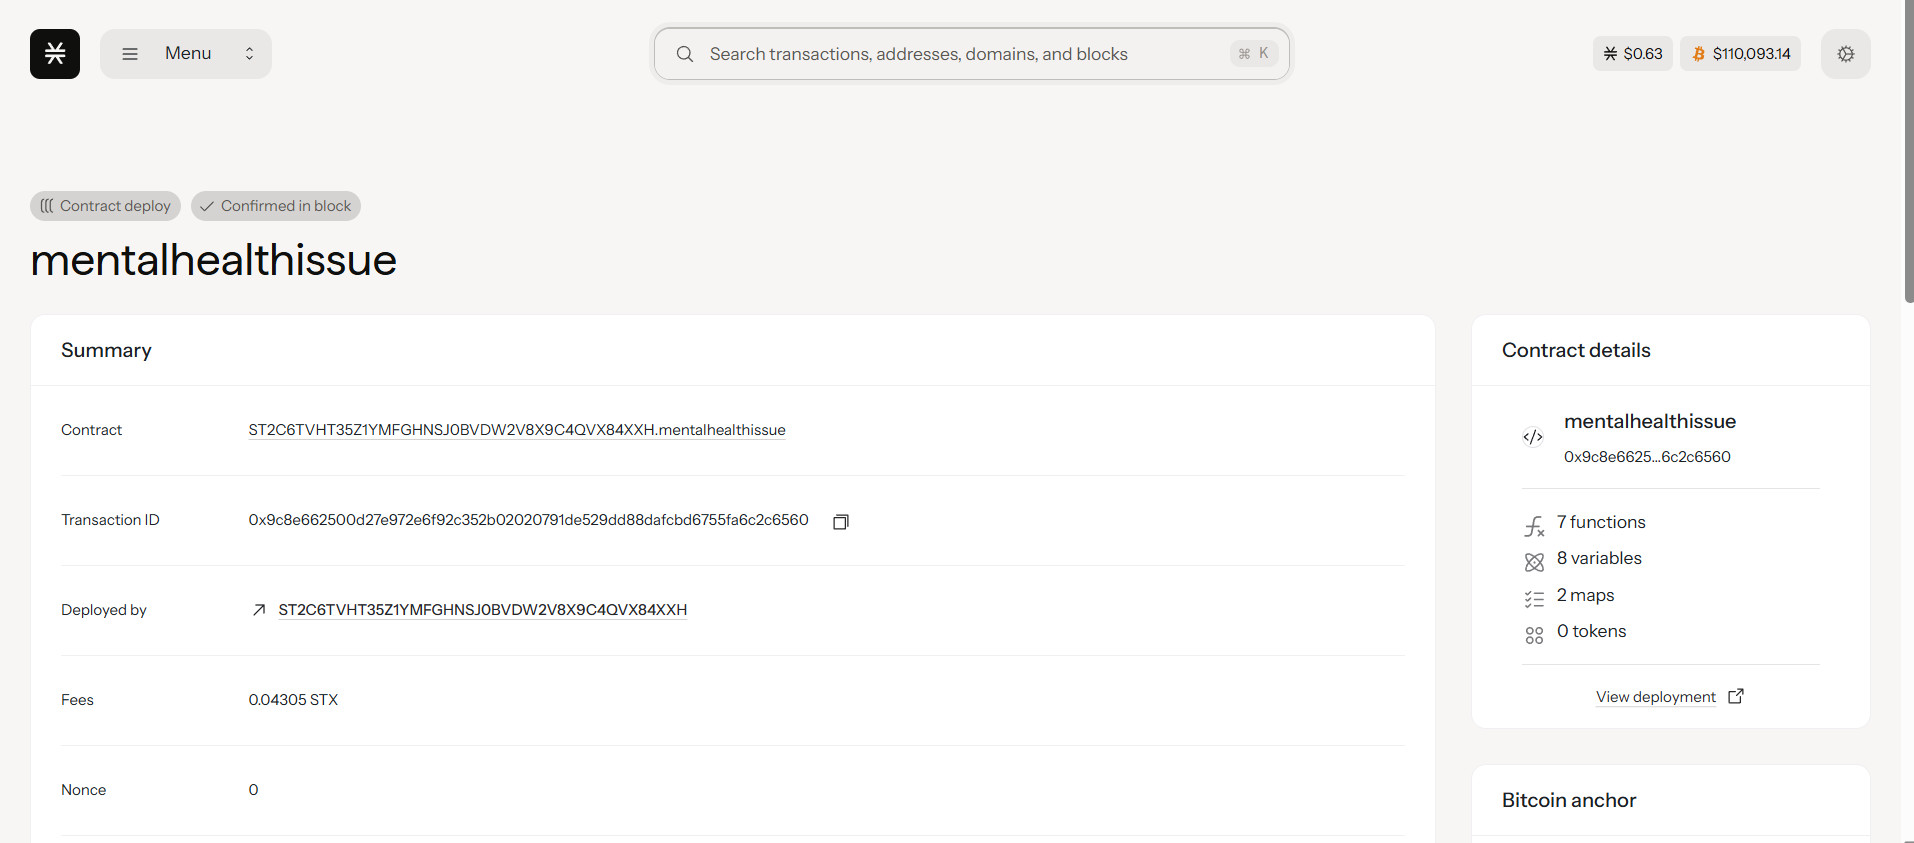 Menu
Search transactions, addresses, domains, and blocks
⌘ K
$0.63
$110,093.14
Contract deploy
Confirmed in block
mentalhealthissue
Summary
Contract
ST2C6TVHT35Z1YMFGHNSJ0BVDW2V8X9C4QVX84XXH.mentalhealthissue
Transaction ID
0x9c8e662500d27e972e6f92c352b02020791de529dd88dafcbd6755fa6c2c6560
Deployed by
ST2C6TVHT35Z1YMFGHNSJ0BVDW2V8X9C4QVX84XXH
Fees
0.04305 STX
Nonce
0
Contract details
mentalhealthissue
0x9c8e6625...6c2c6560
7 functions
8 variables
2 maps
0 tokens
View deployment
Bitcoin anchor